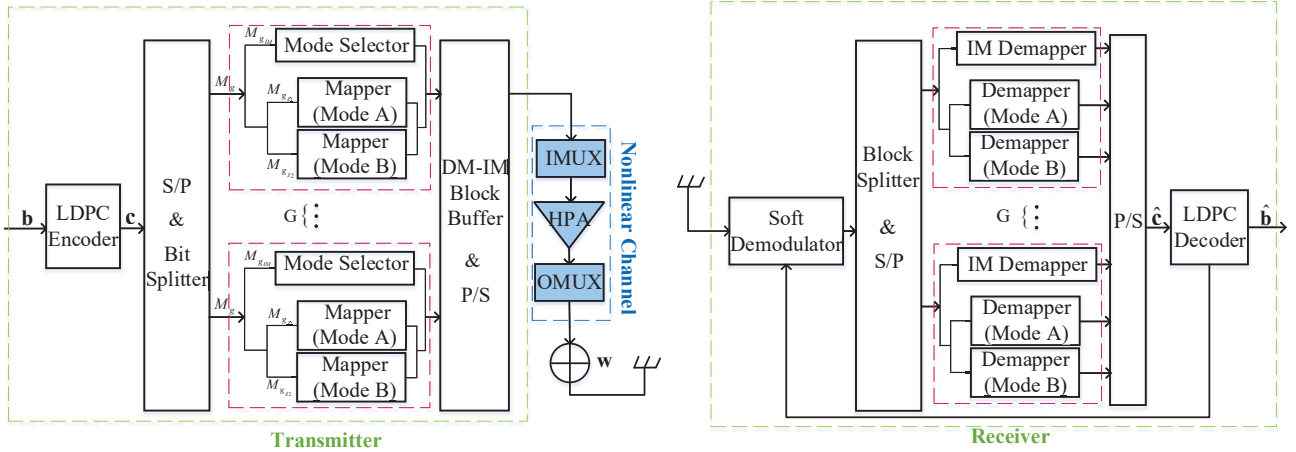 b
LDPC
Encoder
c
S/P
&
Bit
Splitter
M_g
M_{g_{IM}}
Mode Selector
M_{g_{S1}}
Mapper
(Mode A)
M_{g_{S2}}
Mapper
(Mode B)
G {⋮
M_g
M_{g_{IM}}
Mode Selector
M_{g_{S1}}
Mapper
(Mode A)
M_{g_{S2}}
Mapper
(Mode B)
DM-IM
Block
Buffer
&
P/S
Transmitter
IMUX
HPA
OMUX
Nonlinear Channel
w
Soft
Demodulator
Block
Splitter
&
S/P
IM Demapper
Demapper
(Mode A)
Demapper
(Mode B)
G {⋮
IM Demapper
Demapper
(Mode A)
Demapper
(Mode B)
P/S
ĉ
LDPC
Decoder
b̂
Receiver